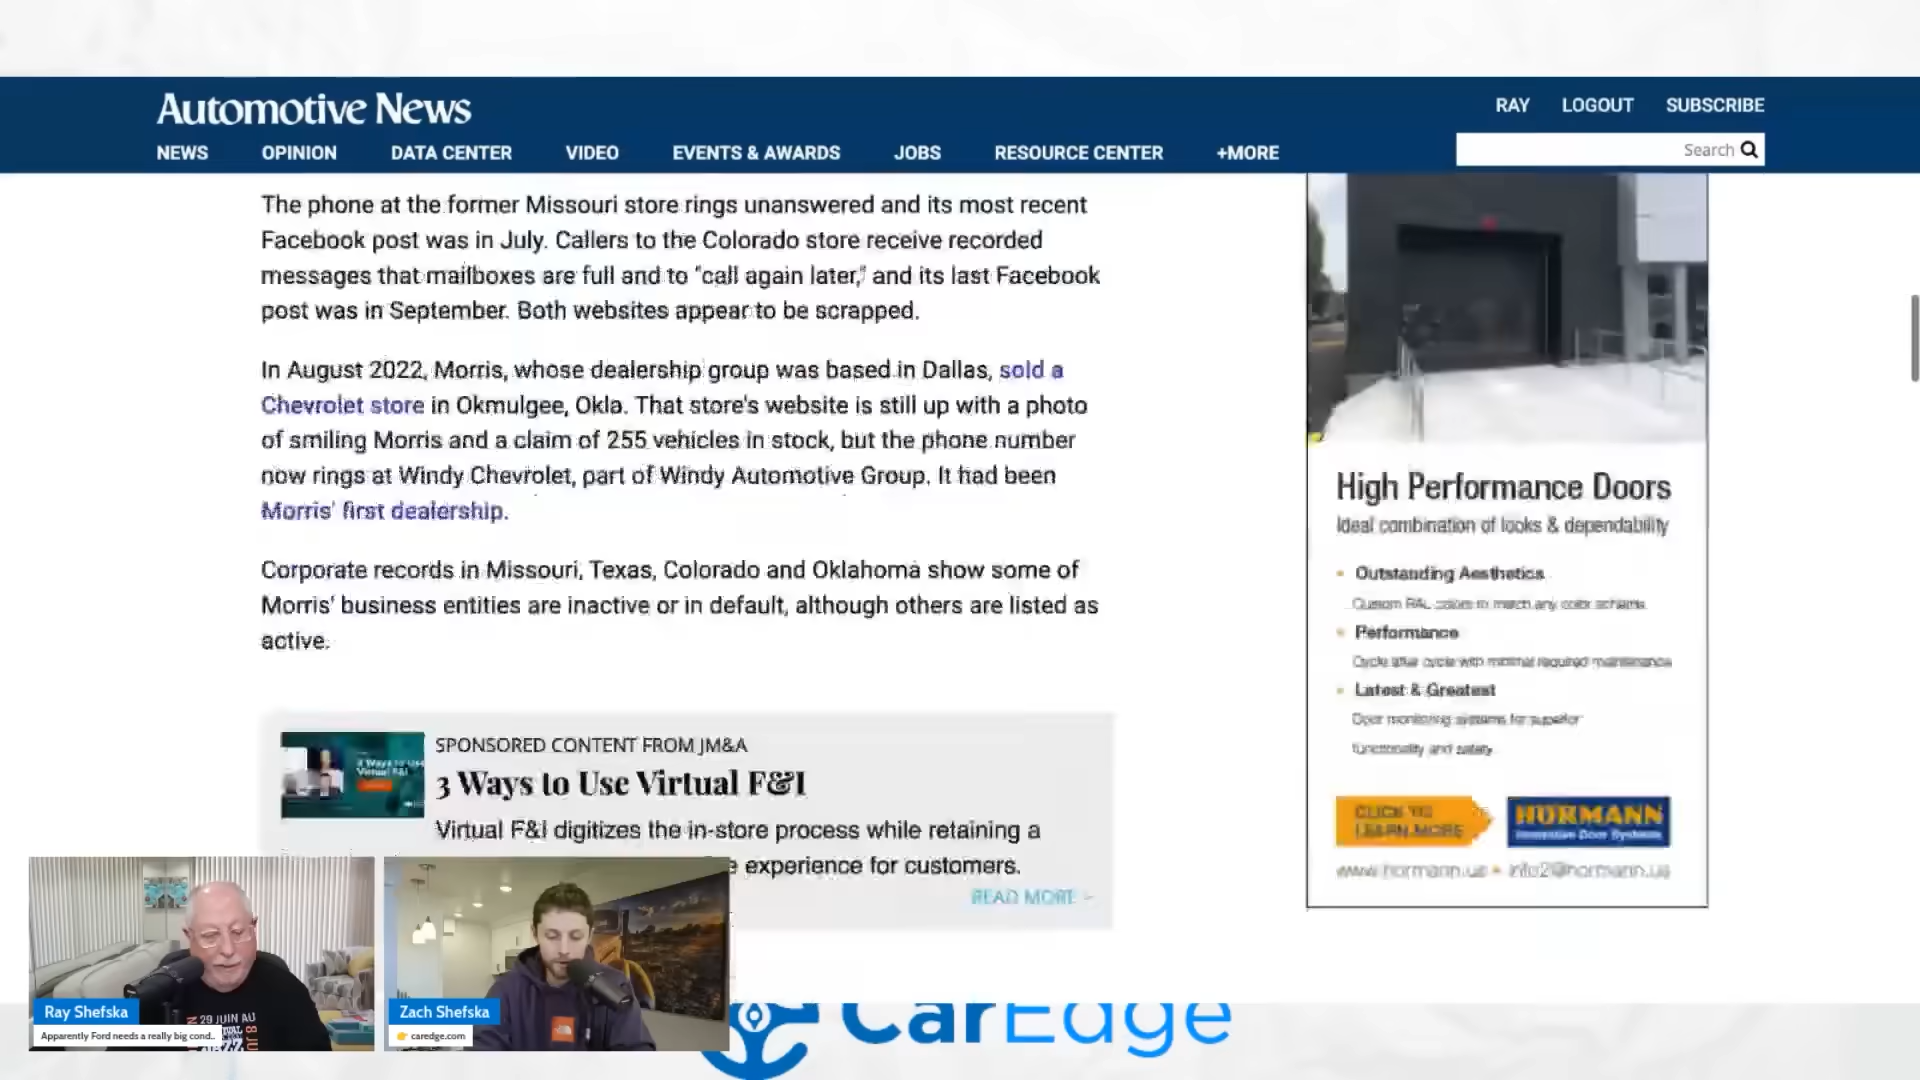 Automotive News
RAY LOGOUT SUBSCRIBE
NEWS OPINION DATA CENTER VIDEO EVENTS & AWARDS JOBS RESOURCE CENTER +MORE
Search
The phone at the former Missouri store rings unanswered and its most recent
Facebook post was in July. Callers to the Colorado store receive recorded
messages that mailboxes are full and to "call again later," and its last Facebook
post was in September. Both websites appear to be scrapped.
In August 2022, Morris, whose dealership group was based in Dallas, sold a
Chevrolet store in Okmulgee, Okla. That store's website is still up with a photo
of smiling Morris and a claim of 255 vehicles in stock, but the phone number
now rings at Windy Chevrolet, part of Windy Automotive Group. It had been
Morris' first dealership.
Corporate records in Missouri, Texas, Colorado and Oklahoma show some of
Morris' business entities are inactive or in default, although others are listed as
active.
SPONSORED CONTENT FROM JM&A
3 Ways to Use Virtual F&I
Virtual F&I digitizes the in-store process while retaining a
experience for customers.
READ MORE
High Performance Doors
Ideal combination of looks & dependability
• Outstanding Aesthetics
Custom RAL colors to match any color scheme
• Performance
Cycle after cycle with minimal required maintenance
• Latest & Greatest
Door monitoring systems for superior
functionality and safety
CLICK TO
LEARN MORE
HÖRMANN
Innovative Door Systems
www.hormann.us • info2@hormann.us
3 Ways to Use
Virtual F&I
29 JUIN AU
Ray Shefska
Apparently Ford needs a really big cond..
Zach Shefska
👉 caredge.com
CarEdge